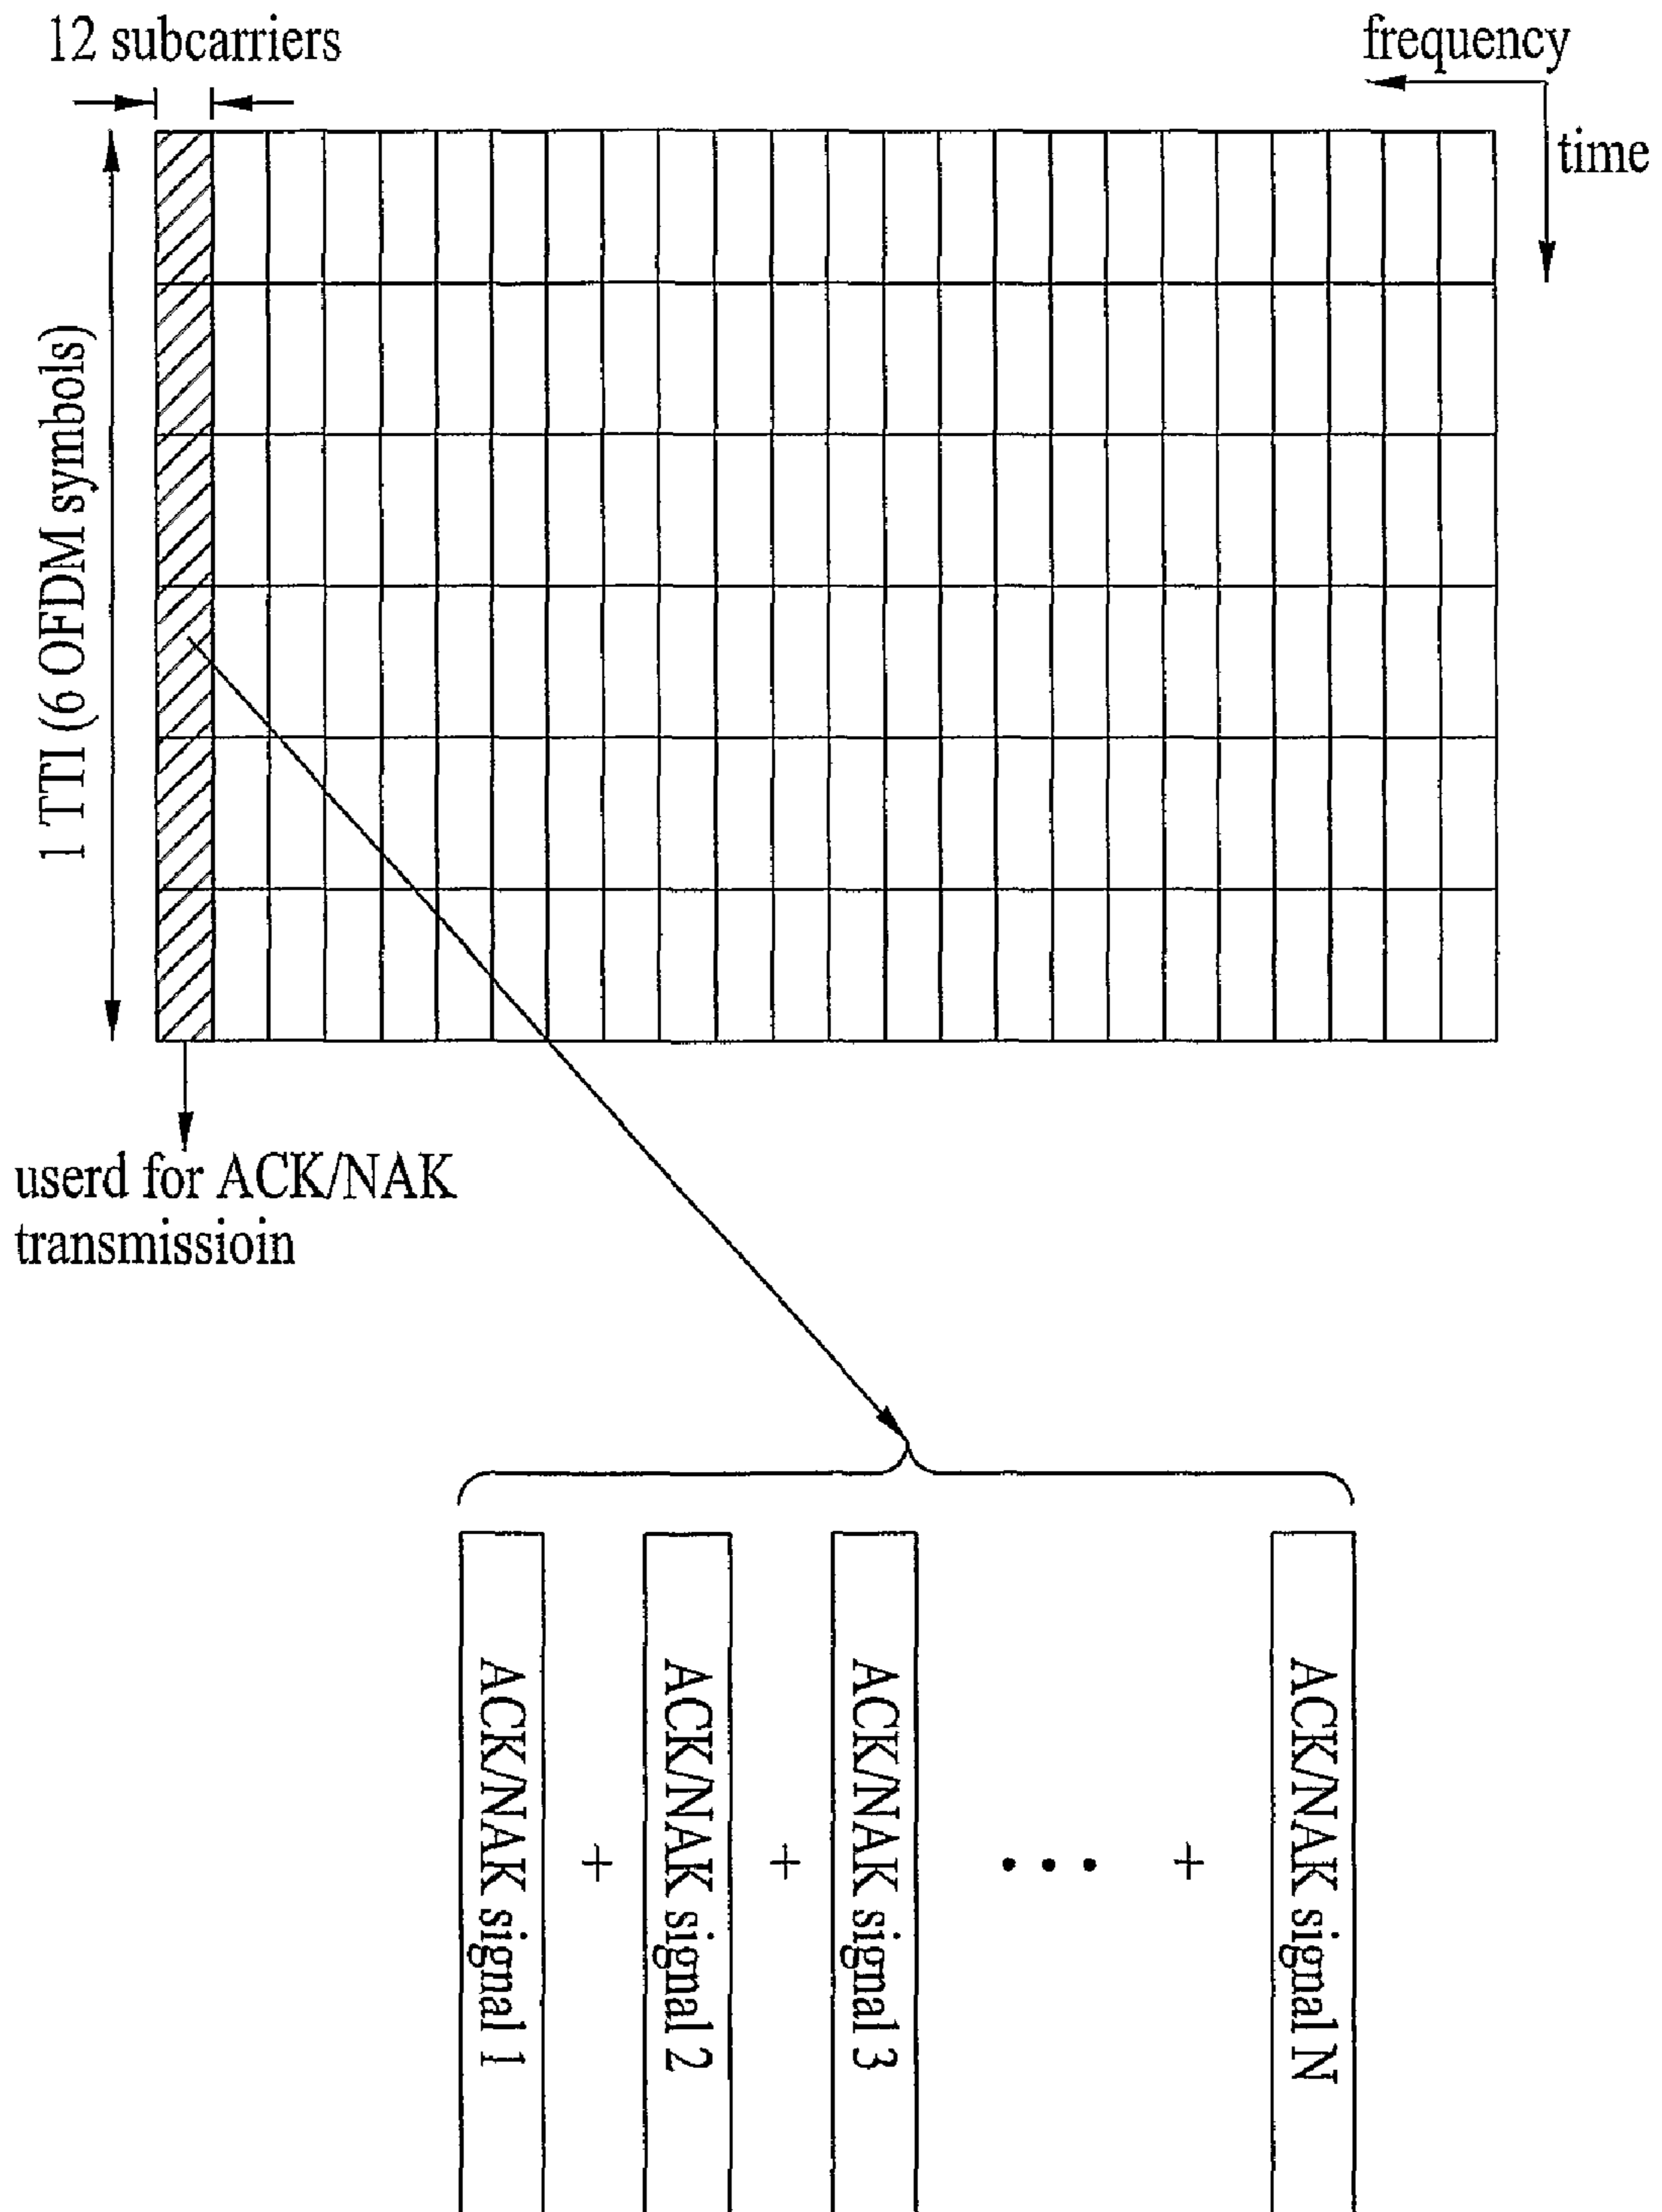 12 subcarriers
frequency
time
1 TTI (6 OFDM symbols)
userd for ACK/NAK
transmissioin
ACK/NAK signal 1
+
ACK/NAK signal 2
+
ACK/NAK signal 3
• • •
+
ACK/NAK signal N